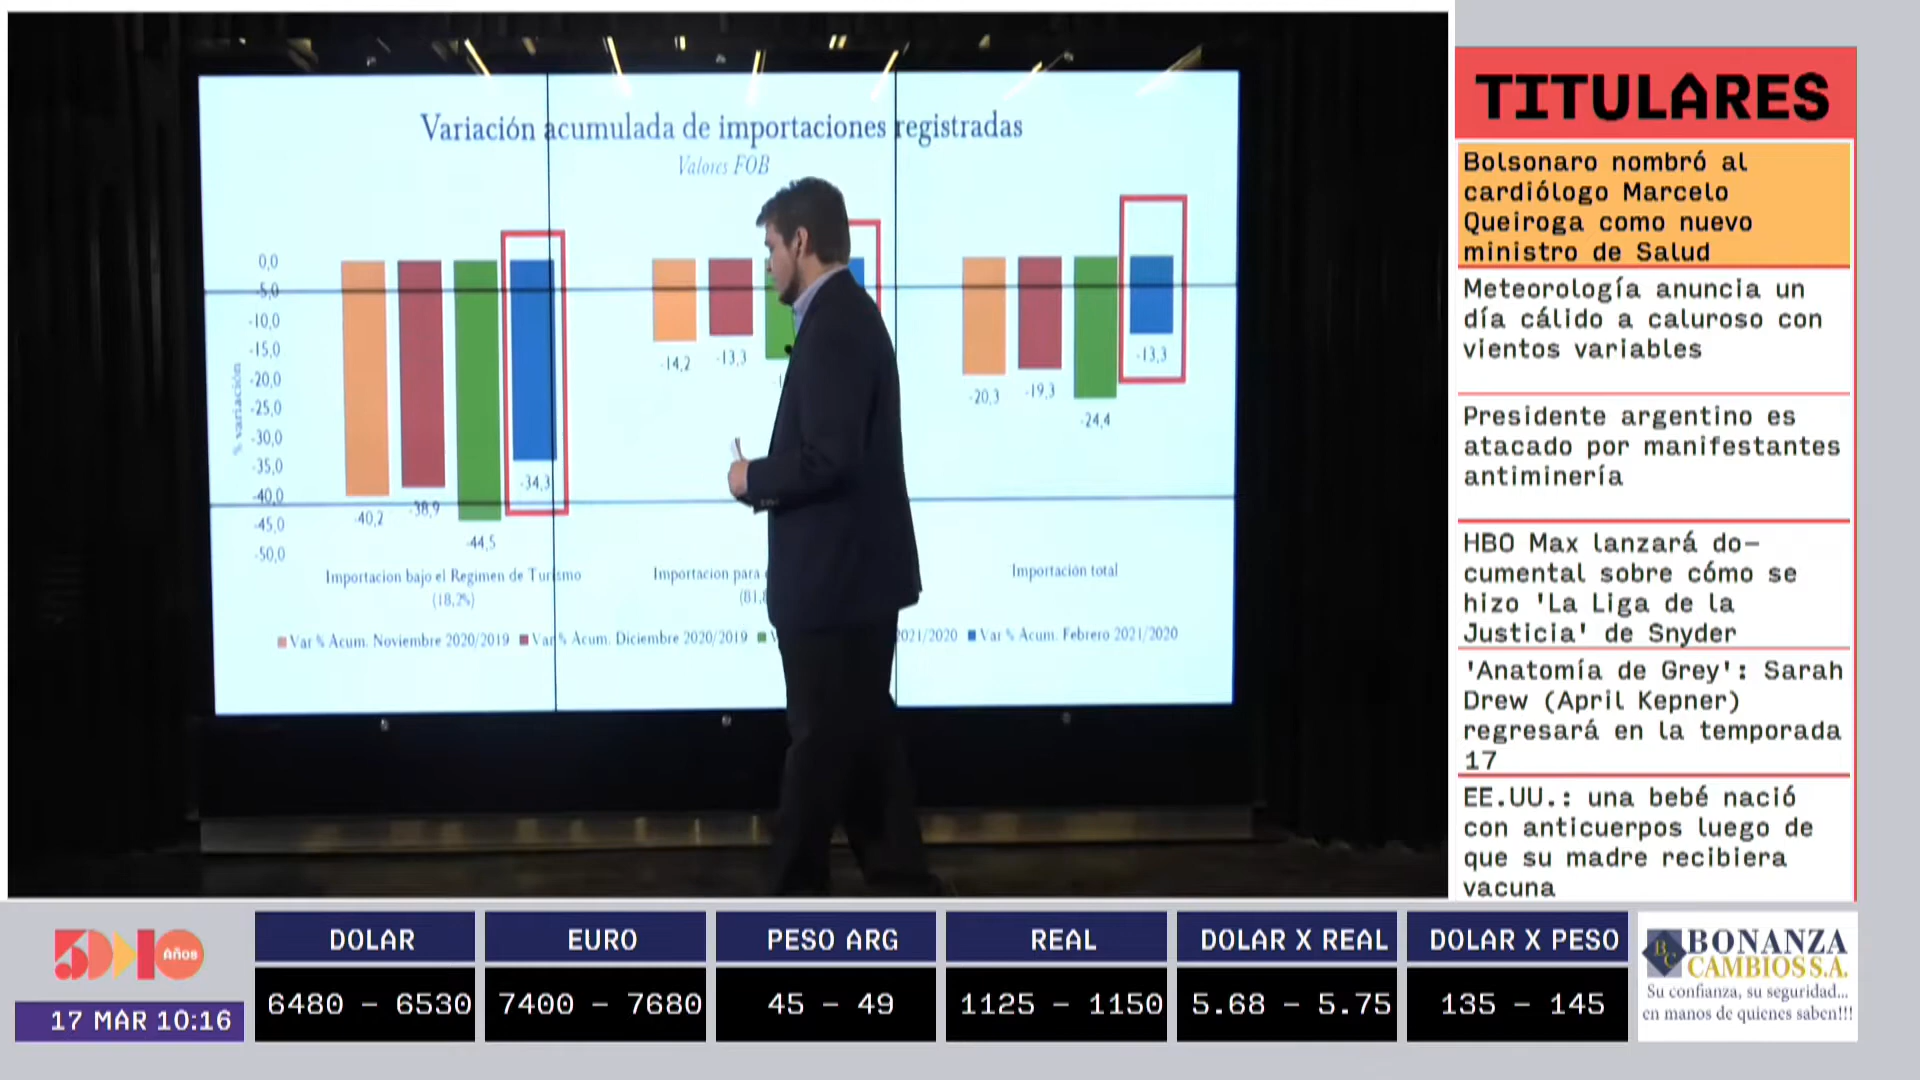 Variación acumulada de importaciones registradas
Valores FOB
% variación
0,0
-5,0
-10,0
-15,0
-20,0
-25,0
-30,0
-35,0
-40,0
-45,0
-50,0
-40,2
-38,9
-44,5
-34,3
-14,2
-13,3
-20,3
-19,3
-24,4
-13,3
Importacion bajo el Regimen de Turismo
(18,2%)
Importacion para
Importación total
Var % Acum. Noviembre 2020/2019 Var % Acum. Diciembre 2020/2019 2021/2020 Var % Acum. Febrero 2021/2020
TITULARES
Bolsonaro nombró al
cardiólogo Marcelo
Queiroga como nuevo
ministro de Salud
Meteorología anuncia un
día cálido a caluroso con
vientos variables
Presidente argentino es
atacado por manifestantes
antiminería
HBO Max lanzará do-
cumental sobre cómo se
hizo 'La Liga de la
Justicia' de Snyder
'Anatomía de Grey': Sarah
Drew (April Kepner)
regresará en la temporada
17
EE.UU.: una bebé nació
con anticuerpos luego de
que su madre recibiera
vacuna
Años
17 MAR 10:16
DOLAR
6480 - 6530
EURO
7400 - 7680
PESO ARG
45 - 49
REAL
1125 - 1150
DOLAR X REAL
5.68 - 5.75
DOLAR X PESO
135 - 145
BC
BONANZA
CAMBIOS S.A.
Su confianza, su seguridad...
en manos de quienes saben!!!